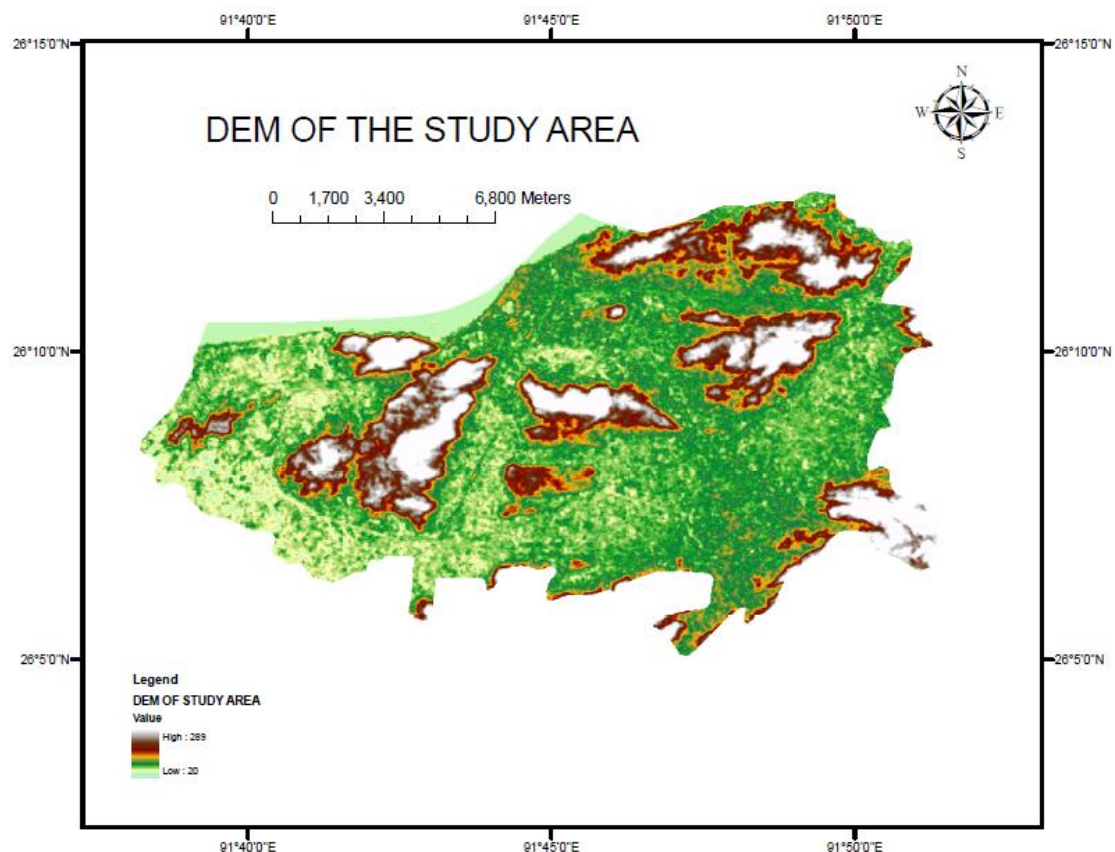 91°40'0"E 91°45'0"E 91°50'0"E
26°15'0"N 26°15'0"N
N
W E
S
DEM OF THE STUDY AREA
0 1,700 3,400 6,800 Meters
26°10'0"N 26°10'0"N
26°5'0"N 26°5'0"N
Legend
DEM OF STUDY AREA
Value
High : 289
Low : 20
91°40'0"E 91°45'0"E 91°50'0"E